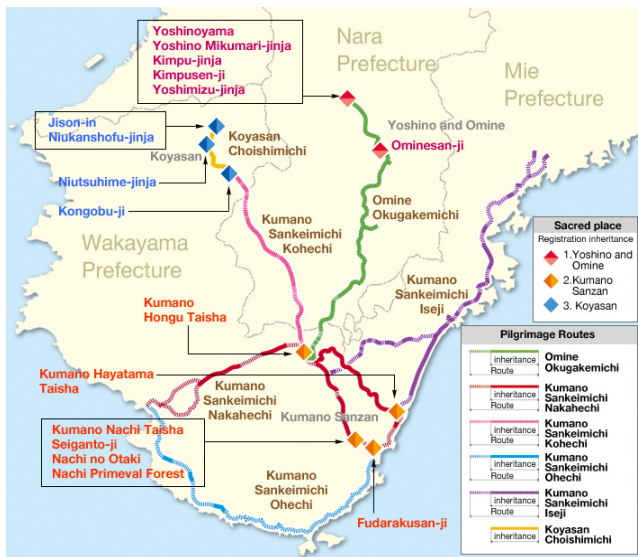 Yoshinoyama
Yoshino Mikumari-jinja
Kimpu-jinja
Kimpusen-ji
Yoshimizu-jinja
Nara
Prefecture
Mie
Prefecture
Jison-in
Niukanshofu-jinja
Koyasan
Koyasan
Choishimichi
Yoshino and Omine
Ominesan-ji
Niutsuhime-jinja
Kongobu-ji
Omine
Okugakemichi
Kumano
Sankeimichi
Kohechi
Wakayama
Prefecture
Kumano
Sankeimichi
Iseji
Kumano
Hongu Taisha
Kumano Hayatama
Taisha
Kumano
Sankeimichi
Nakahechi
Kumano Sanzan
Kumano Nachi Taisha
Seiganto-ji
Nachi no Otaki
Nachi Primeval Forest
Kumano
Sankeimichi
Ohechi
Fudarakusan-ji
Sacred place
Registration inheritance
1.Yoshino and
Omine
2.Kumano
Sanzan
3. Koyasan
Pilgrimage Routes
inheritance
Route
Omine
Okugakemichi
inheritance
Route
Kumano
Sankeimichi
Nakahechi
inheritance
Route
Kumano
Sankeimichi
Kohechi
inheritance
Route
Kumano
Sankeimichi
Ohechi
inheritance
Route
Kumano
Sankeimichi
Iseji
inheritance
Koyasan
Choishimichi